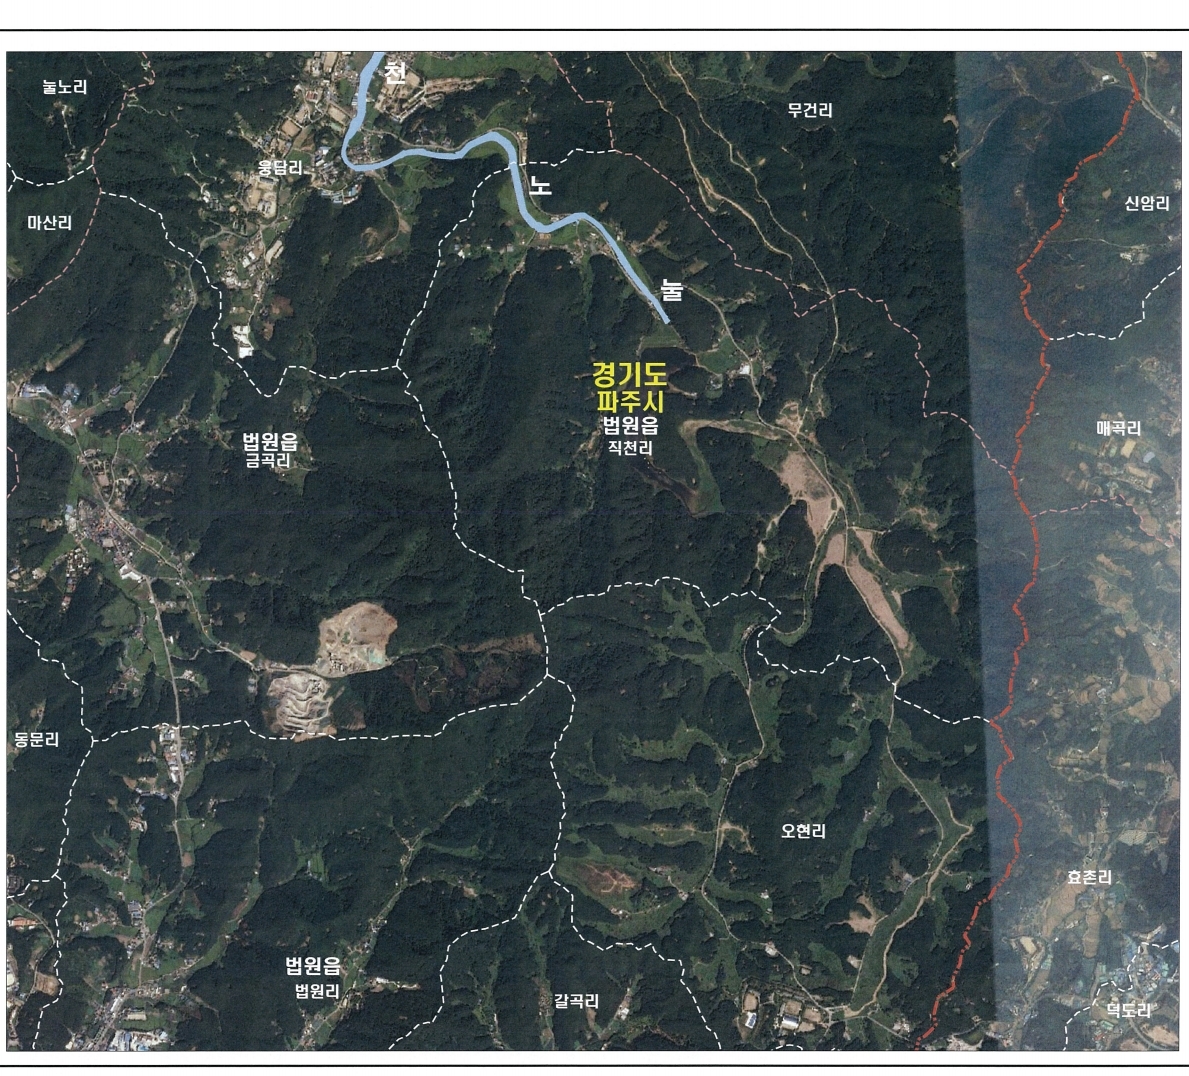 천
눌노리
무건리
웅담리
노
신암리
마산리
눌
경기도
파주시
법원읍
직천리
매곡리
법원읍
금곡리
동문리
오현리
효촌리
법원읍
법원리
갈곡리
덕도리